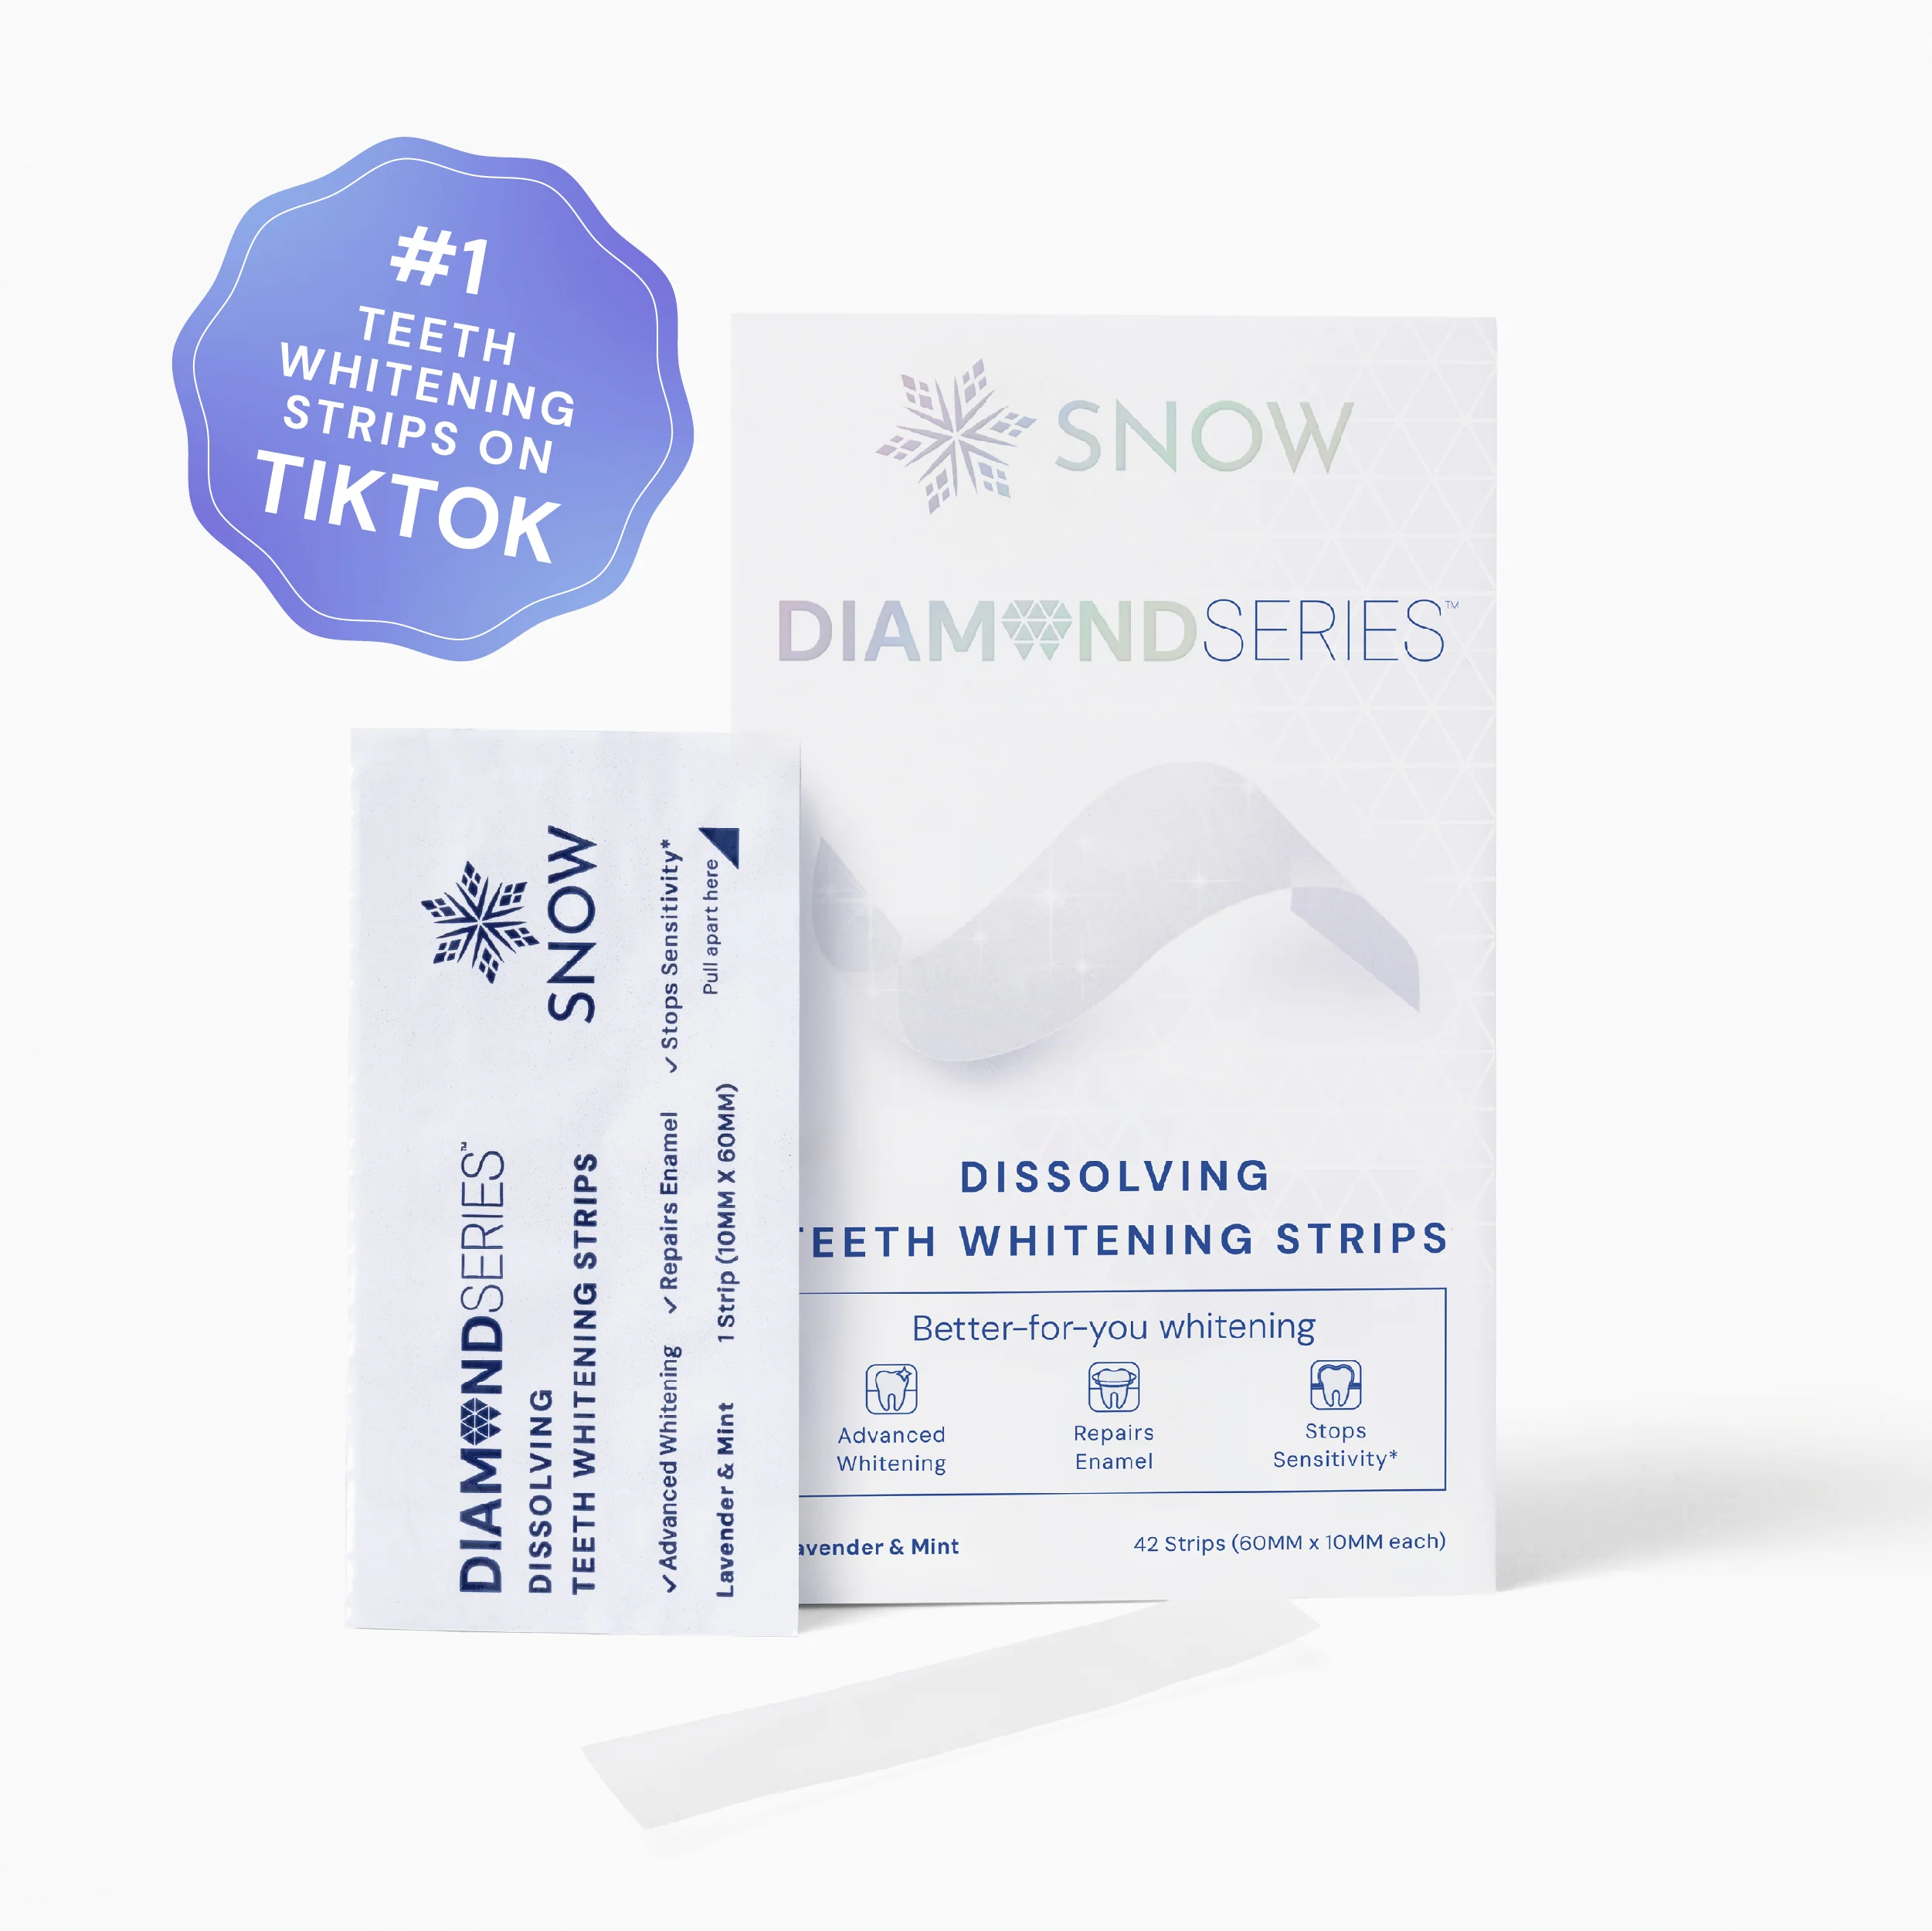 #1
TEETH
WHITENING
STRIPS ON
TIKTOK
SNOW
DIAMONDSERIES™
DISSOLVING
TEETH WHITENING STRIPS
Better-for-you whitening
Advanced
Whitening
Repairs
Enamel
Stops
Sensitivity*
avender & Mint
42 Strips (60MM x 10MM each)
SNOW
DIAMONDSERIES™
DISSOLVING
TEETH WHITENING STRIPS
✓ Advanced Whitening ✓ Repairs Enamel ✓ Stops Sensitivity*
Pull apart here
Lavender & Mint 1 Strip (10MM X 60MM)